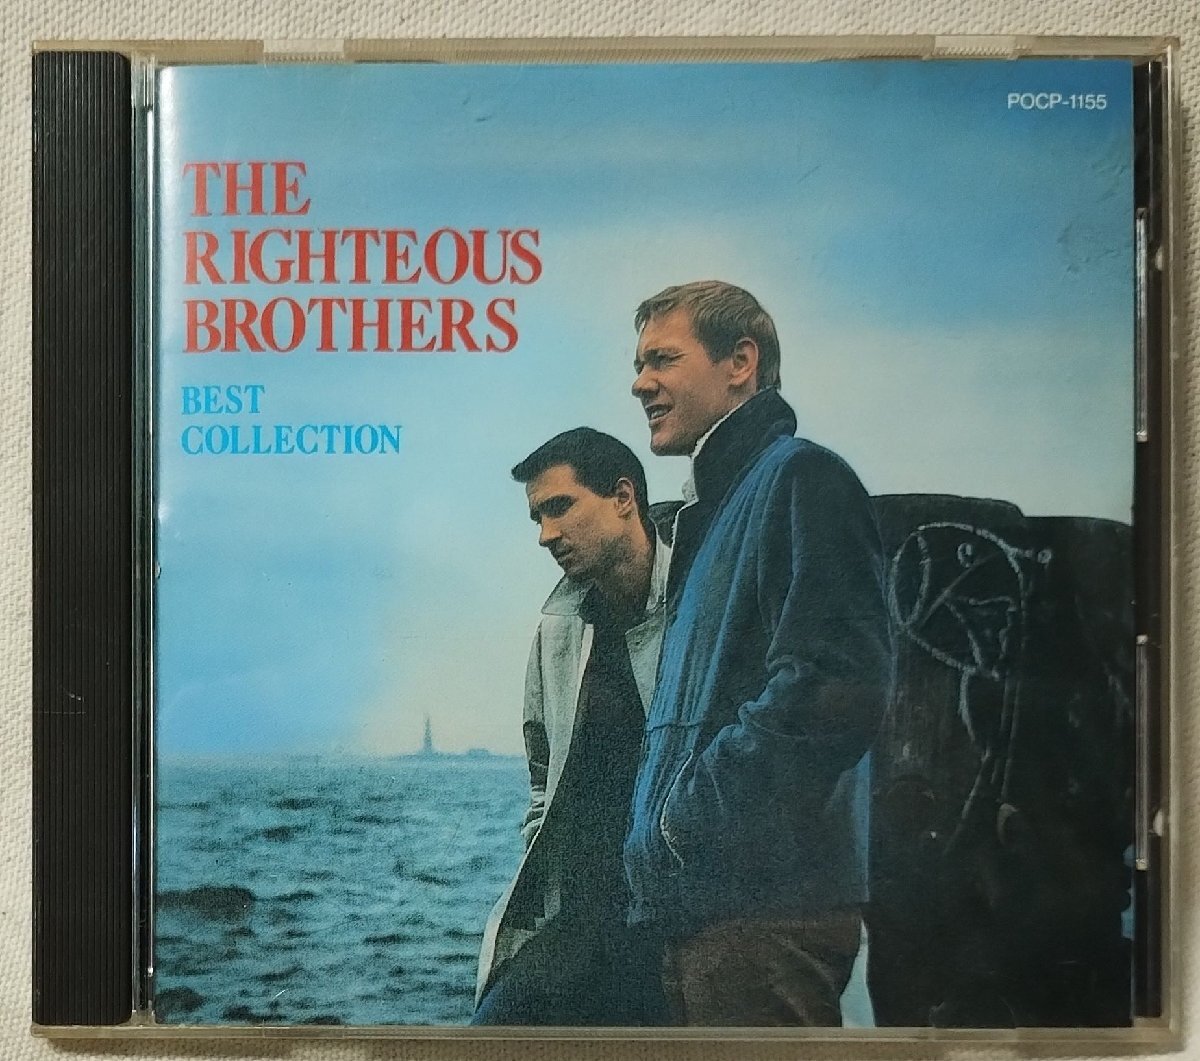 POCP-1155
THE
RIGHTEOUS
BROTHERS
BEST
COLLECTION